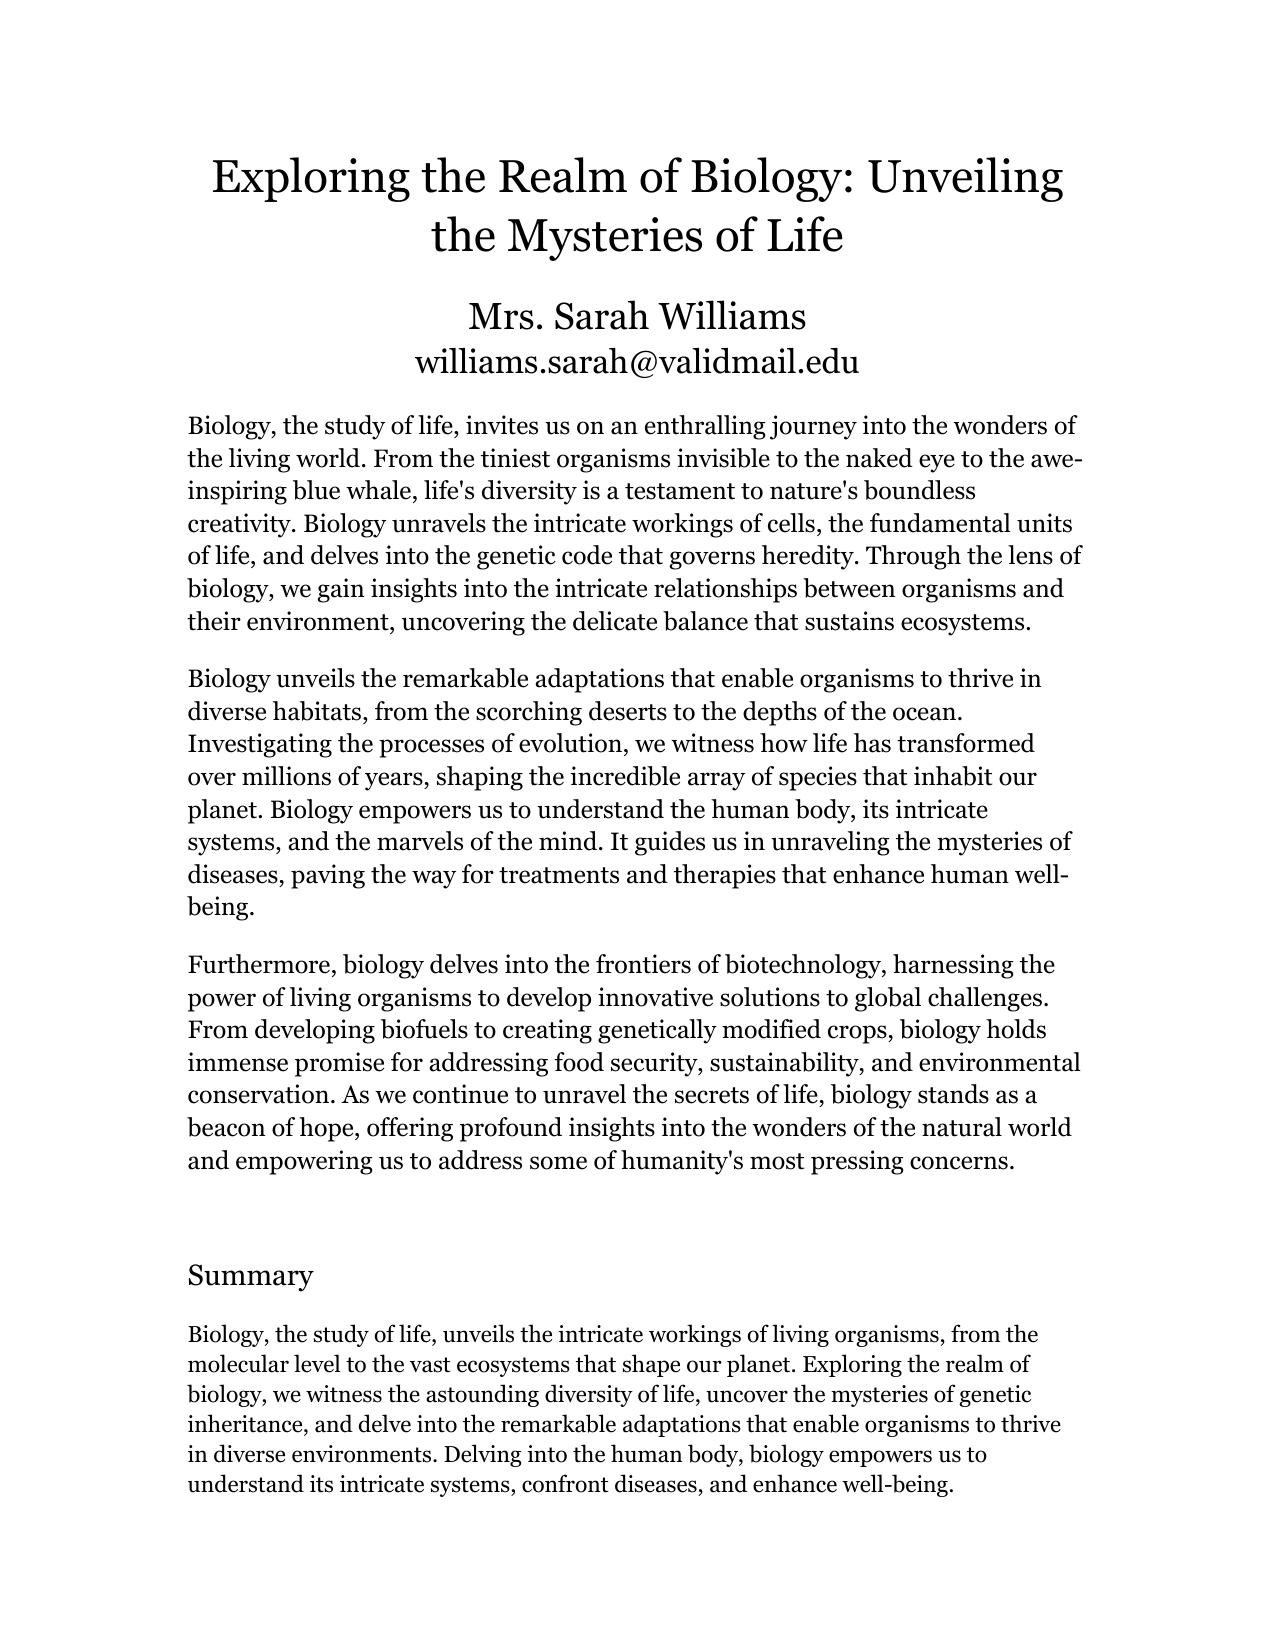 Exploring the Realm of Biology: Unveiling
the Mysteries of Life
Mrs. Sarah Williams
williams.sarah@validmail.edu
Biology, the study of life, invites us on an enthralling journey into the wonders of
the living world. From the tiniest organisms invisible to the naked eye to the awe-
inspiring blue whale, life's diversity is a testament to nature's boundless
creativity. Biology unravels the intricate workings of cells, the fundamental units
of life, and delves into the genetic code that governs heredity. Through the lens of
biology, we gain insights into the intricate relationships between organisms and
their environment, uncovering the delicate balance that sustains ecosystems.
Biology unveils the remarkable adaptations that enable organisms to thrive in
diverse habitats, from the scorching deserts to the depths of the ocean.
Investigating the processes of evolution, we witness how life has transformed
over millions of years, shaping the incredible array of species that inhabit our
planet. Biology empowers us to understand the human body, its intricate
systems, and the marvels of the mind. It guides us in unraveling the mysteries of
diseases, paving the way for treatments and therapies that enhance human well-
being.
Furthermore, biology delves into the frontiers of biotechnology, harnessing the
power of living organisms to develop innovative solutions to global challenges.
From developing biofuels to creating genetically modified crops, biology holds
immense promise for addressing food security, sustainability, and environmental
conservation. As we continue to unravel the secrets of life, biology stands as a
beacon of hope, offering profound insights into the wonders of the natural world
and empowering us to address some of humanity's most pressing concerns.
Summary
Biology, the study of life, unveils the intricate workings of living organisms, from the
molecular level to the vast ecosystems that shape our planet. Exploring the realm of
biology, we witness the astounding diversity of life, uncover the mysteries of genetic
inheritance, and delve into the remarkable adaptations that enable organisms to thrive
in diverse environments. Delving into the human body, biology empowers us to
understand its intricate systems, confront diseases, and enhance well-being.